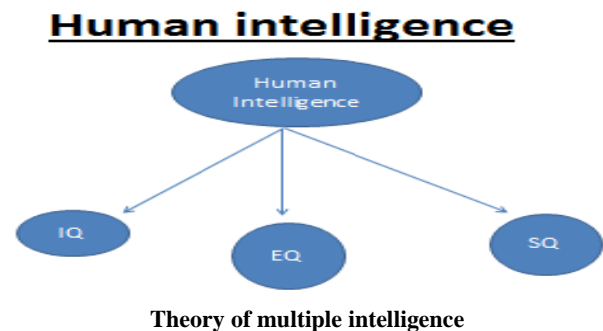 Human intelligence
Human
Intelligence
IQ
EQ
SQ
Theory of multiple intelligence